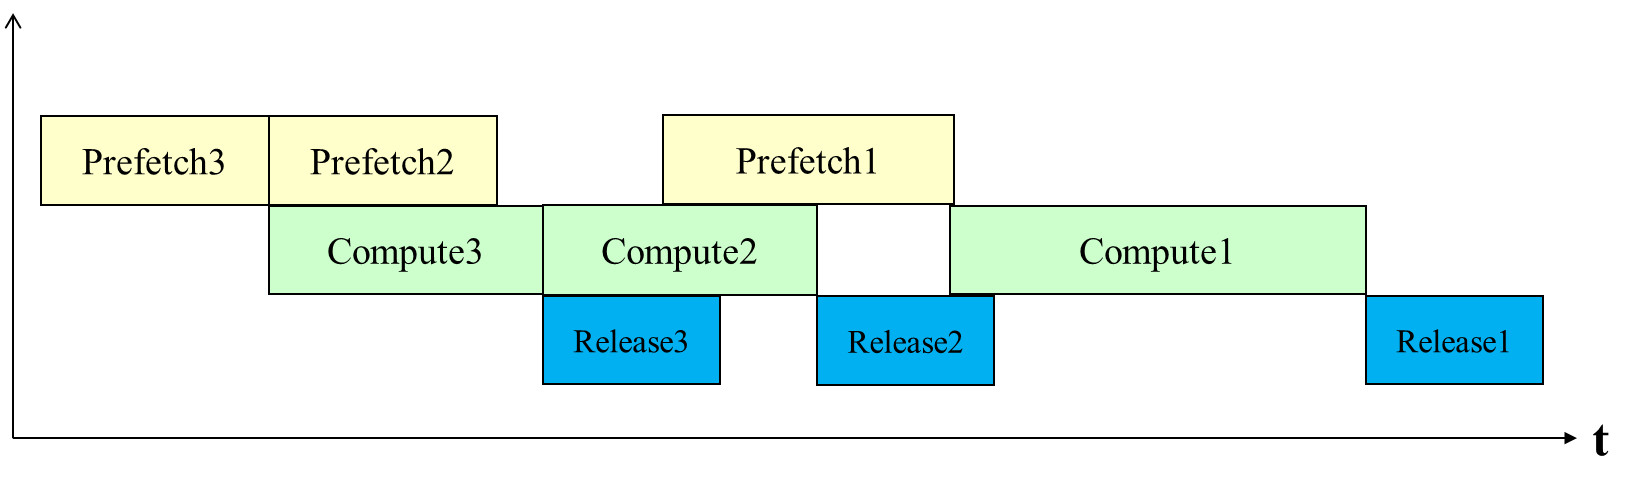 Prefetch3
Prefetch2
Prefetch1
Compute3
Compute2
Compute1
Release3
Release2
Release1
t